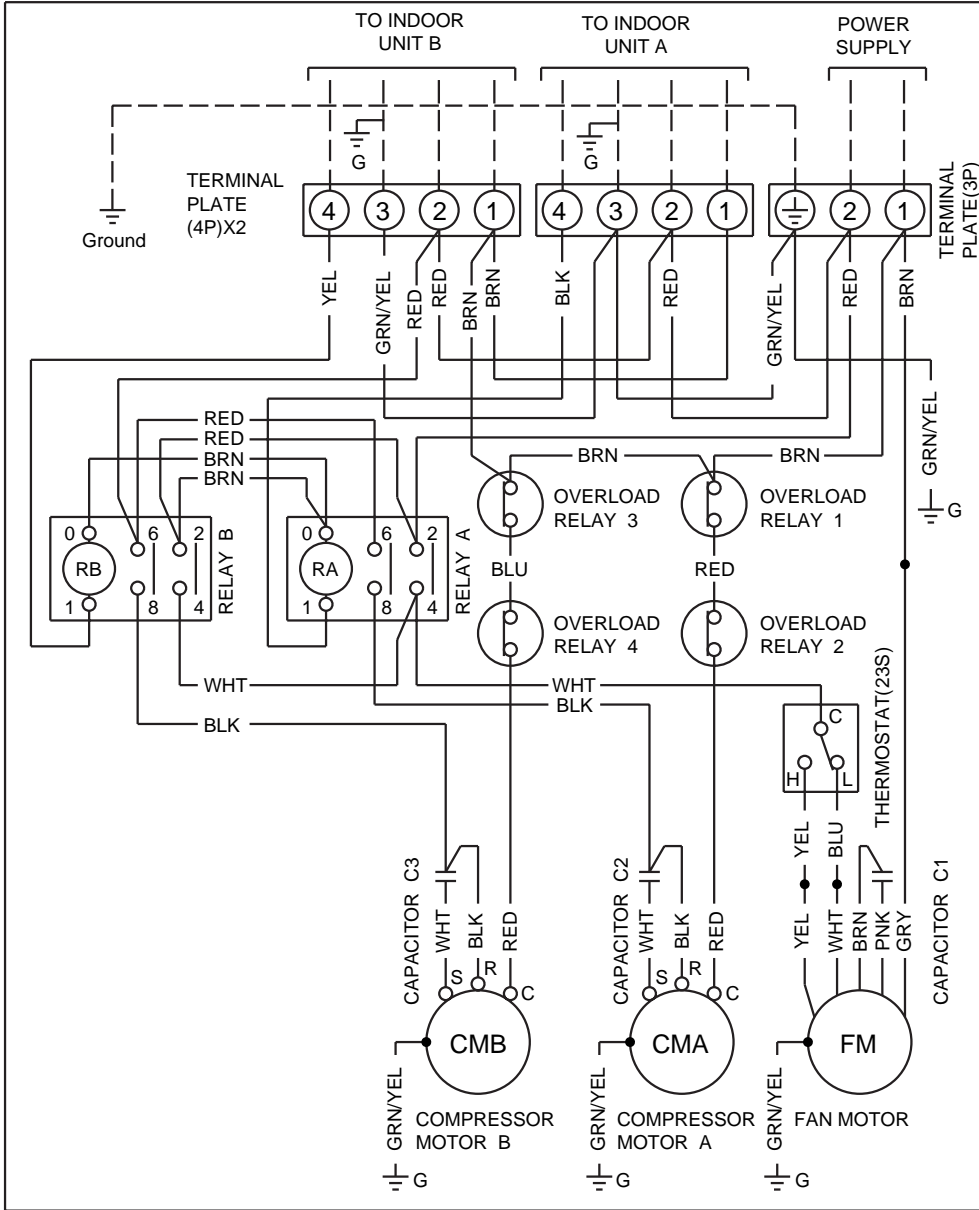 TO INDOOR
UNIT B
TO INDOOR
UNIT A
POWER
SUPPLY
G
G
Ground
TERMINAL
PLATE
(4P)X2
4
3
2
1
4
3
2
1
2
1
TERMINAL
PLATE(3P)
YEL
GRN/YEL
RED
RED
BRN
BRN
BLK
RED
GRN/YEL
RED
BRN
GRN/YEL
G
RED
RED
BRN
BRN
BRN
BRN
0
6
2
RB
1
8
4
RELAY B
0
6
2
RA
1
8
4
RELAY A
OVERLOAD
RELAY 3
OVERLOAD
RELAY 1
BLU
RED
OVERLOAD
RELAY 4
OVERLOAD
RELAY 2
WHT
BLK
WHT
BLK
C
H
L
THERMOSTAT(23S)
YEL
BLU
CAPACITOR C3
WHT
BLK
RED
CAPACITOR C2
WHT
BLK
RED
YEL
WHT
BRN
PNK
GRY
CAPACITOR C1
S
R
C
S
R
C
CMB
CMA
FM
GRN/YEL
COMPRESSOR
MOTOR B
GRN/YEL
COMPRESSOR
MOTOR A
GRN/YEL
FAN MOTOR
G
G
G